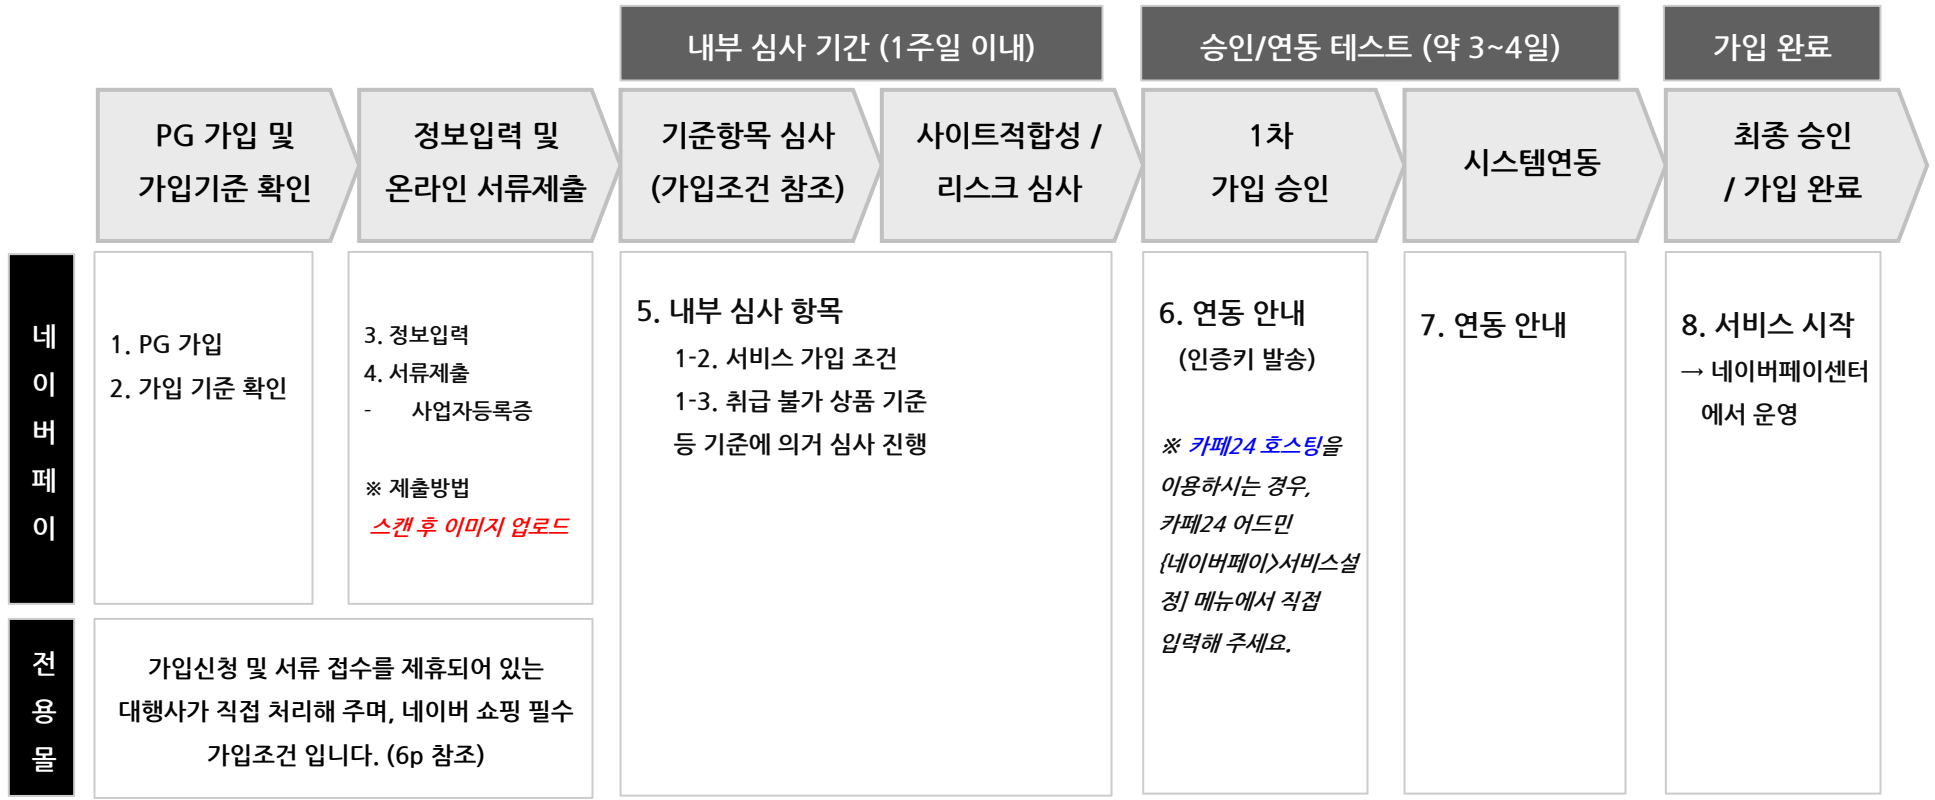 내부 심사 기간 (1주일 이내)
승인/연동 테스트 (약 3~4일)
가입 완료
PG 가입 및
가입기준 확인
정보입력 및
온라인 서류제출
기준항목 심사
(가입조건 참조)
사이트적합성 /
리스크 심사
1차
가입 승인
시스템연동
최종 승인
/ 가입 완료
네
이
버
페
이
1. PG 가입
2. 가입 기준 확인
3. 정보입력
4. 서류제출
- 사업자등록증
※ 제출방법
스캔 후 이미지 업로드
5. 내부 심사 항목
1-2. 서비스 가입 조건
1-3. 취급 불가 상품 기준
등 기준에 의거 심사 진행
6. 연동 안내
(인증키 발송)
※ 카페24 호스팅을
이용하시는 경우,
카페24 어드민
{네이버페이>서비스설
정] 메뉴에서 직접
입력해 주세요.
7. 연동 안내
8. 서비스 시작
→ 네이버페이센터
에서 운영
전
용
몰
가입신청 및 서류 접수를 제휴되어 있는
대행사가 직접 처리해 주며, 네이버 쇼핑 필수
가입조건 입니다. (6p 참조)